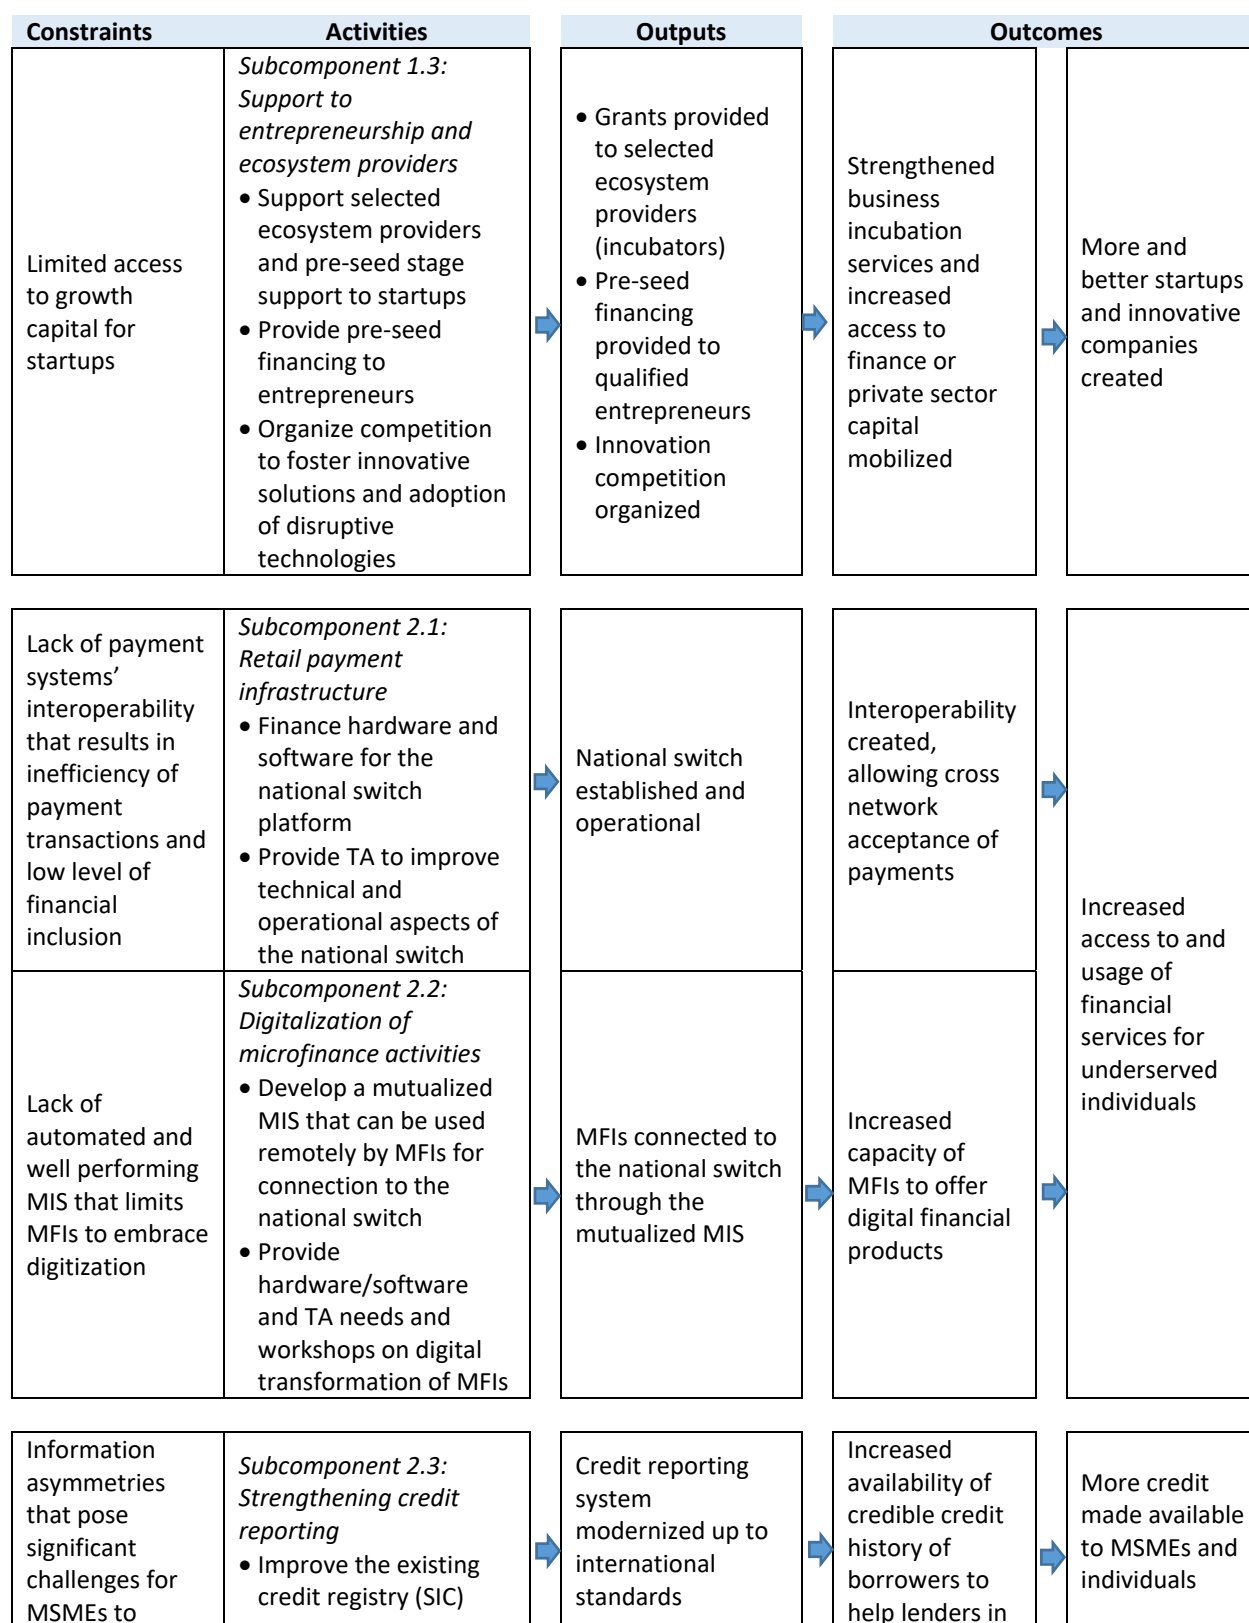 Constraints
Activities
Outputs
Outcomes
Limited access
to growth
capital for
startups
Subcomponent 1.3:
Support to
entrepreneurship and
ecosystem providers
• Support selected
ecosystem providers
and pre-seed stage
support to startups
• Provide pre-seed
financing to
entrepreneurs
• Organize competition
to foster innovative
solutions and adoption
of disruptive
technologies
• Grants provided
to selected
ecosystem
providers
(incubators)
• Pre-seed
financing
provided to
qualified
entrepreneurs
• Innovation
competition
organized
Strengthened
business
incubation
services and
increased
access to
finance or
private sector
capital
mobilized
More and
better startups
and innovative
companies
created
Lack of payment
systems’
interoperability
that results in
inefficiency of
payment
transactions and
low level of
financial
inclusion
Subcomponent 2.1:
Retail payment
infrastructure
• Finance hardware and
software for the
national switch
platform
• Provide TA to improve
technical and
operational aspects of
the national switch
National switch
established and
operational
Interoperability
created,
allowing cross
network
acceptance of
payments
Increased
access to and
usage of
financial
services for
underserved
individuals
Lack of
automated and
well performing
MIS that limits
MFIs to embrace
digitization
Subcomponent 2.2:
Digitalization of
microfinance activities
• Develop a mutualized
MIS that can be used
remotely by MFIs for
connection to the
national switch
• Provide
hardware/software
and TA needs and
workshops on digital
transformation of MFIs
MFIs connected to
the national switch
through the
mutualized MIS
Increased
capacity of
MFIs to offer
digital financial
products
Information
asymmetries
that pose
significant
challenges for
MSMEs to
Subcomponent 2.3:
Strengthening credit
reporting
• Improve the existing
credit registry (SIC)
Credit reporting
system
modernized up to
international
standards
Increased
availability of
credible credit
history of
borrowers to
help lenders in
More credit
made available
to MSMEs and
individuals